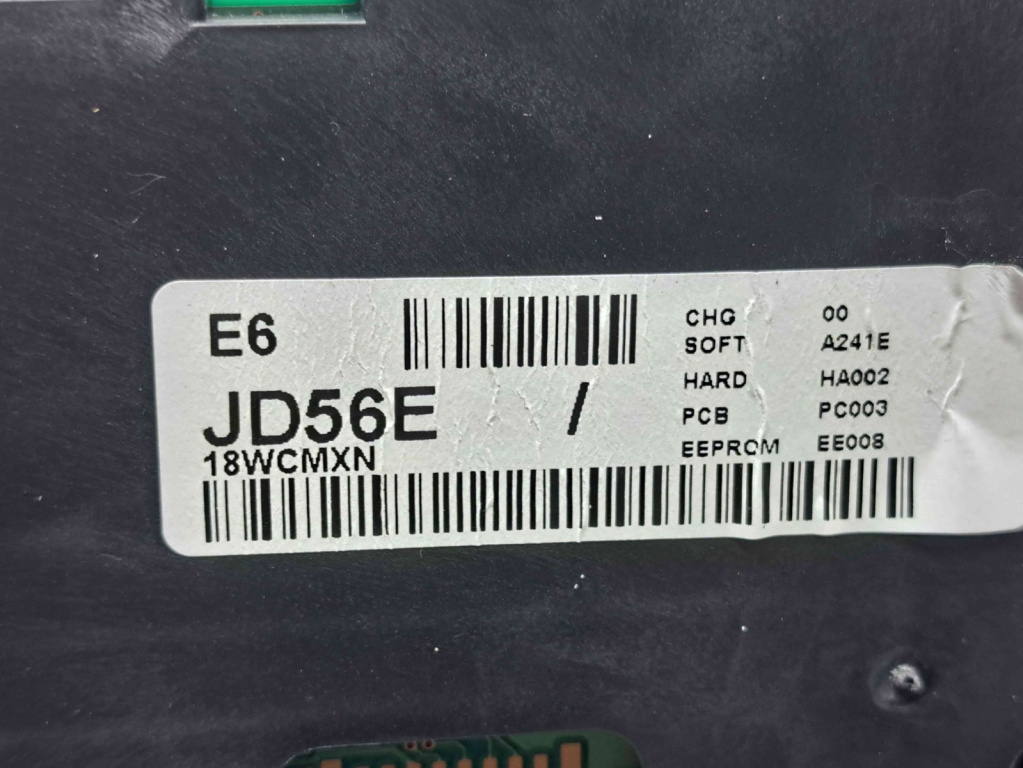 E6
JD56E /
18WCMXN
CHG 00
SOFT A241E
HARD HA002
PCB PC003
EEPROM EE008